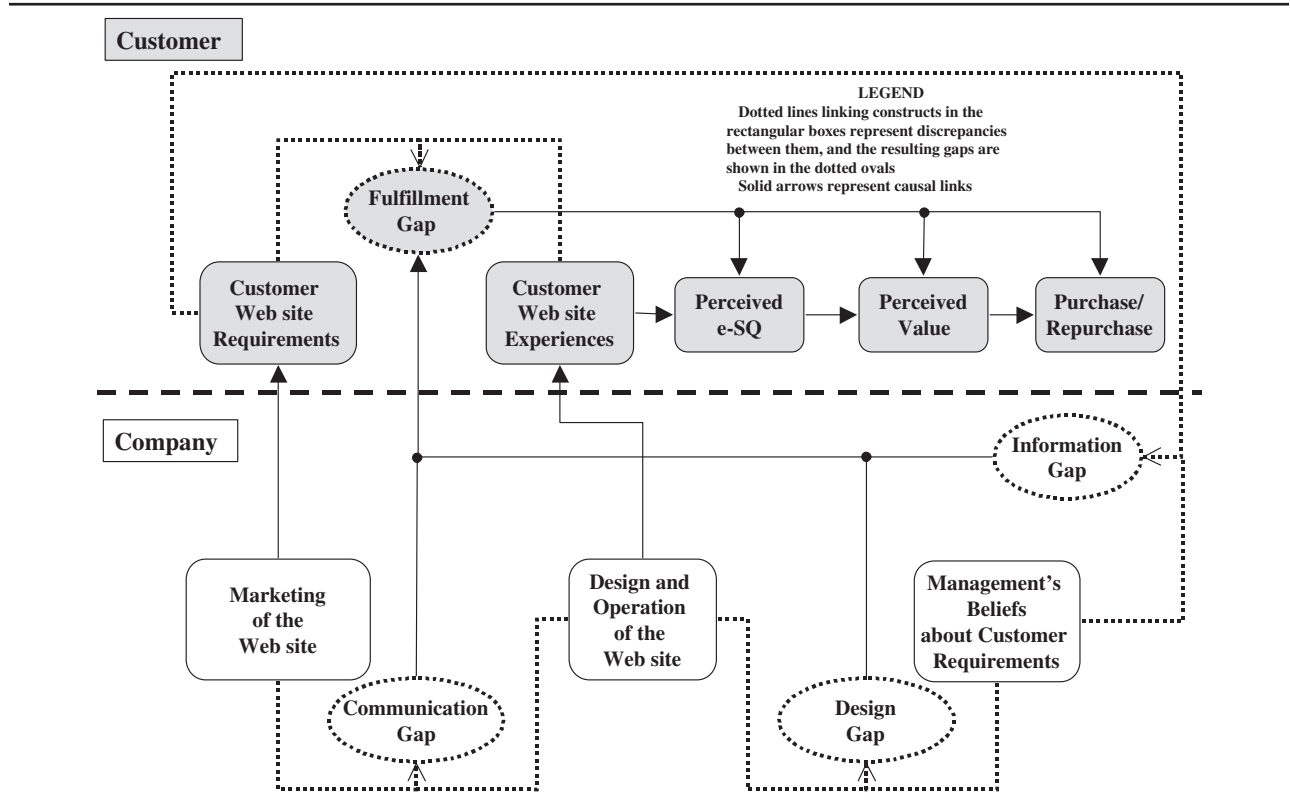 Customer
LEGEND
Dotted lines linking constructs in the
rectangular boxes represent discrepancies
between them, and the resulting gaps are
shown in the dotted ovals
Solid arrows represent causal links
Fulfillment
Gap
Customer
Web site
Requirements
Customer
Web site
Experiences
Perceived
e-SQ
Perceived
Value
Purchase/
Repurchase
Company
Information
Gap
Marketing
of the
Web site
Design and
Operation
of the
Web site
Management's
Beliefs
about Customer
Requirements
Communication
Gap
Design
Gap